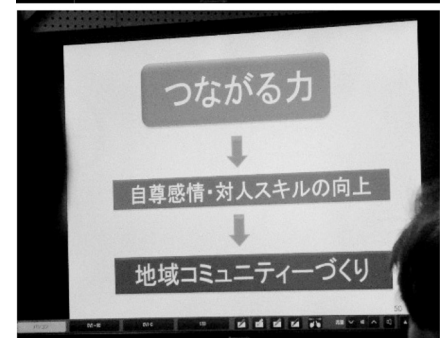 つながる力
自尊感情・対人スキルの向上
地域コミュニティーづくり
50